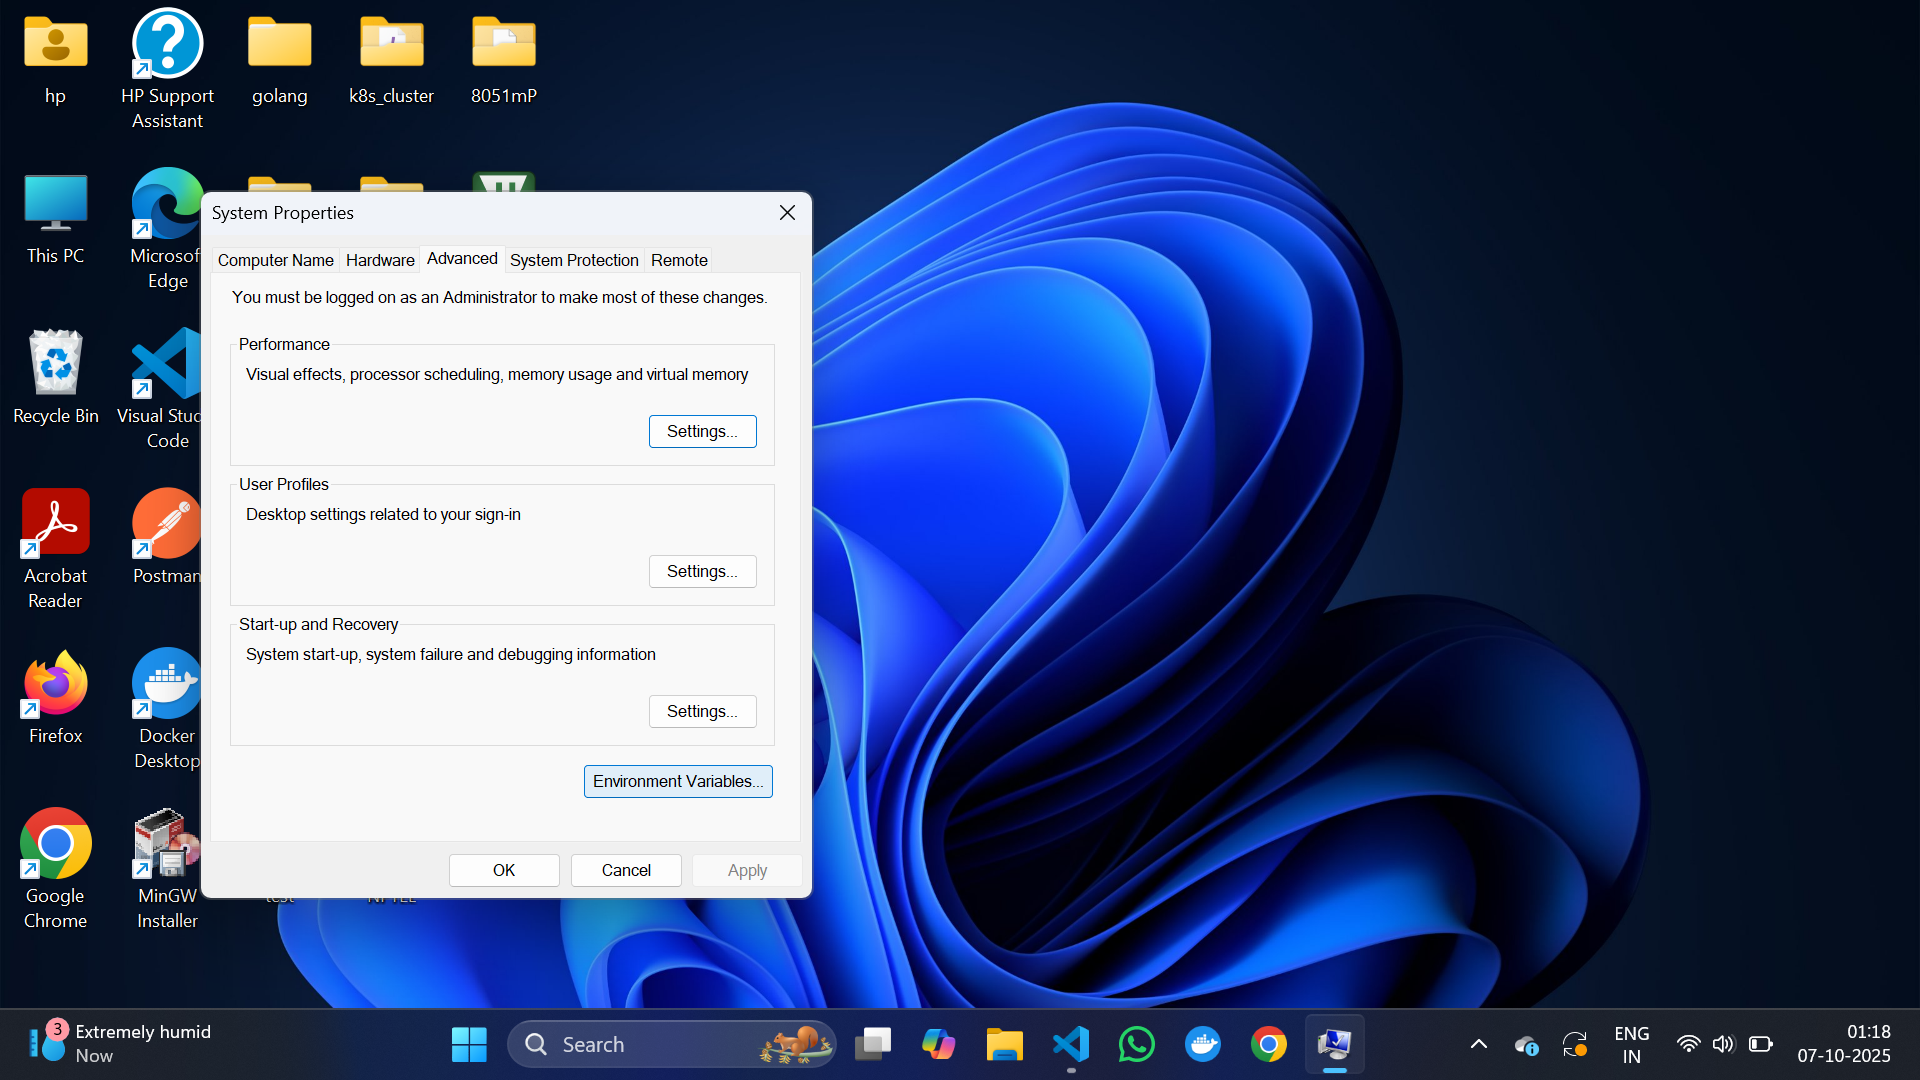 hp
HP Support
Assistant
golang
k8s_cluster
8051mP
This PC
Edge
Recycle Bin
Code
Acrobat
Reader
Postman
Firefox
Docker
Desktop
Google
Chrome
MinGW
Installer
System Properties
Computer Name
Hardware
Advanced
System Protection
Remote
You must be logged on as an Administrator to make most of these changes.
Performance
Visual effects, processor scheduling, memory usage and virtual memory
Settings...
User Profiles
Desktop settings related to your sign-in
Settings...
Start-up and Recovery
System start-up, system failure and debugging information
Settings...
Environment Variables...
OK
Cancel
Apply
3
Extremely humid
Now
Search
ENG
IN
01:18
07-10-2025